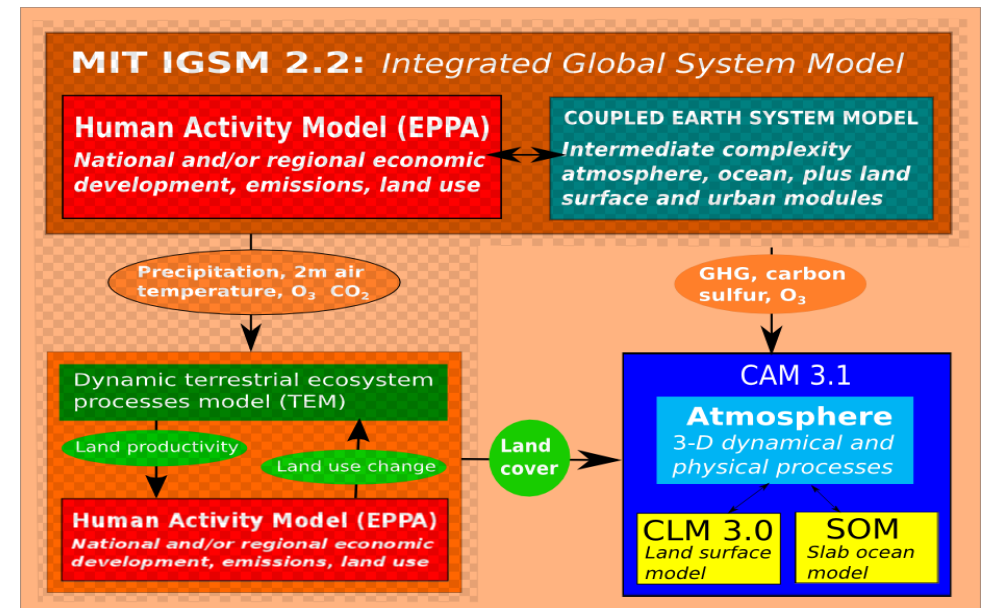 MIT IGSM 2.2: Integrated Global System Model
Human Activity Model (EPPA)
National and/or regional economic
development, emissions, land use
COUPLED EARTH SYSTEM MODEL
Intermediate complexity
atmosphere, ocean, plus land
surface and urban modules
Precipitation, 2m air
temperature, O₃ CO₂
GHG, carbon
sulfur, O₃
Dynamic terrestrial ecosystem
processes model (TEM)
Land productivity
Land use change
Human Activity Model (EPPA)
National and/or regional economic
development, emissions, land use
Land
cover
CAM 3.1
Atmosphere
3-D dynamical and
physical processes
CLM 3.0
Land surface
model
SOM
Slab ocean
model